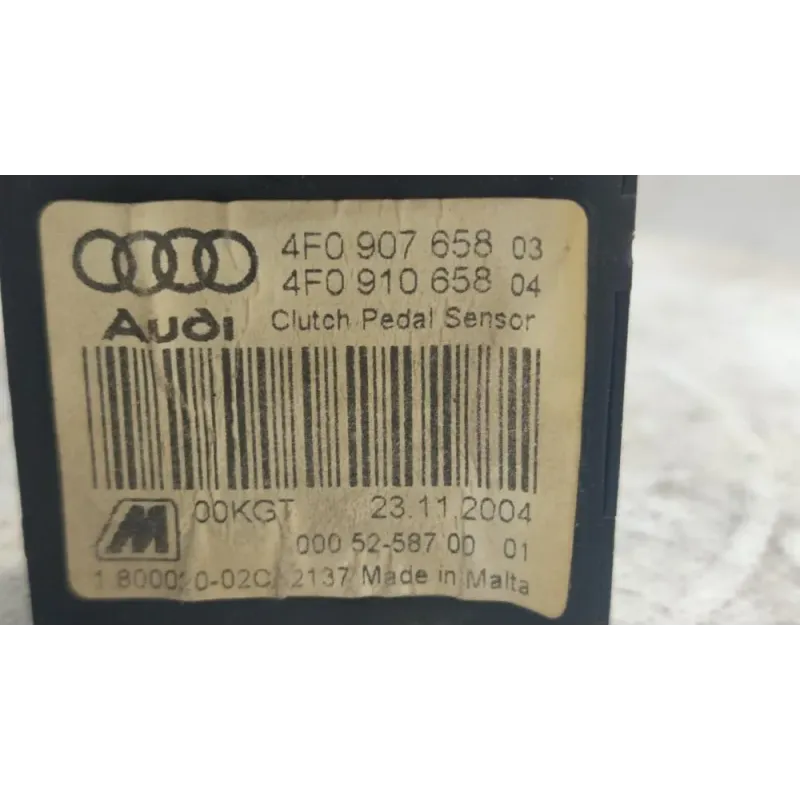 4F0 907 658 03
4F0 910 658 04
Audi
Clutch Pedal Sensor
M
00KGT 23.11.2004
000 52-587 00 01
2137 Made in Malta